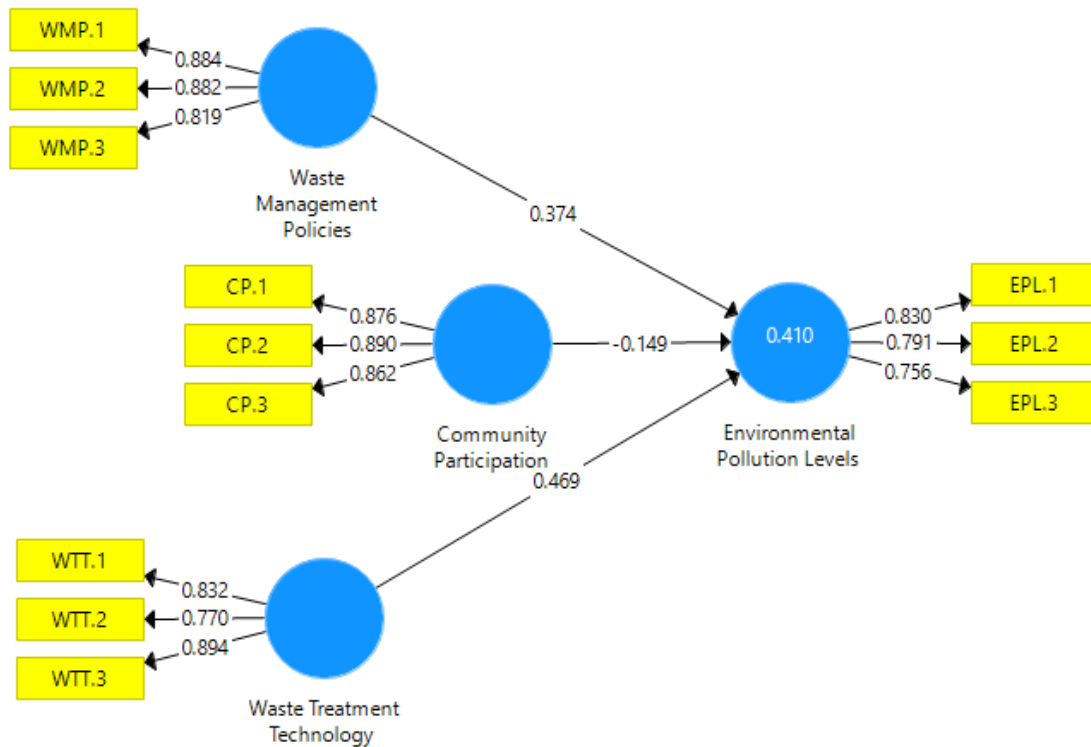 WMP.1
0.884
WMP.2
0.882
WMP.3
0.819
Waste
Management
Policies
0.374
CP.1
0.876
CP.2
0.890
CP.3
0.862
Community
Participation
-0.149
0.410
Environmental
Pollution Levels
0.830
EPL.1
0.791
EPL.2
0.756
EPL.3
0.469
WTT.1
0.832
WTT.2
0.770
WTT.3
0.894
Waste Treatment
Technology